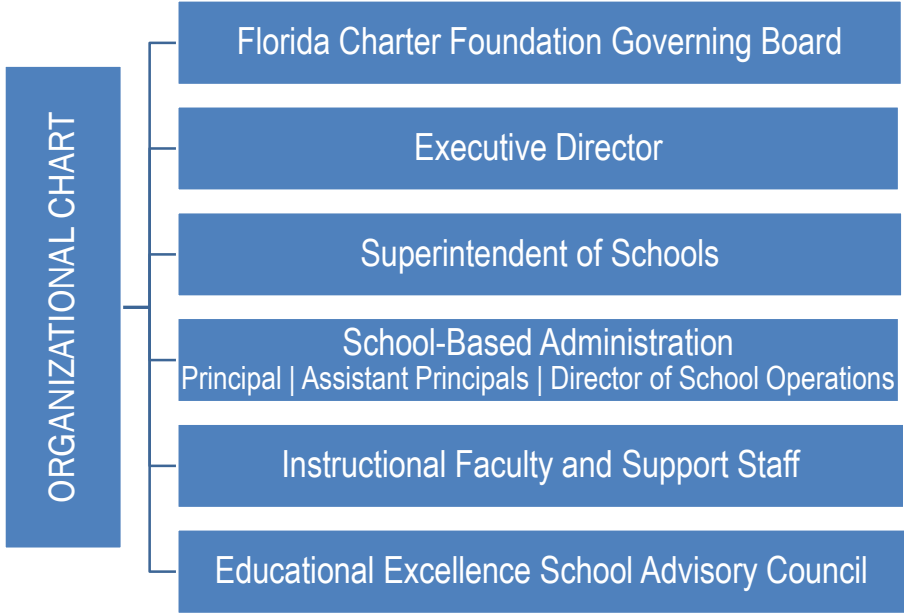 ORGANIZATIONAL CHART
Florida Charter Foundation Governing Board
Executive Director
Superintendent of Schools
School-Based Administration
Principal | Assistant Principals | Director of School Operations
Instructional Faculty and Support Staff
Educational Excellence School Advisory Council